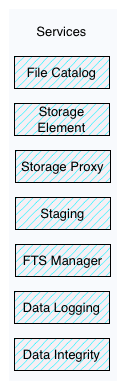 Services
File Catalog
Storage
Element
Storage Proxy
Staging
FTS Manager
Data Logging
Data Integrity